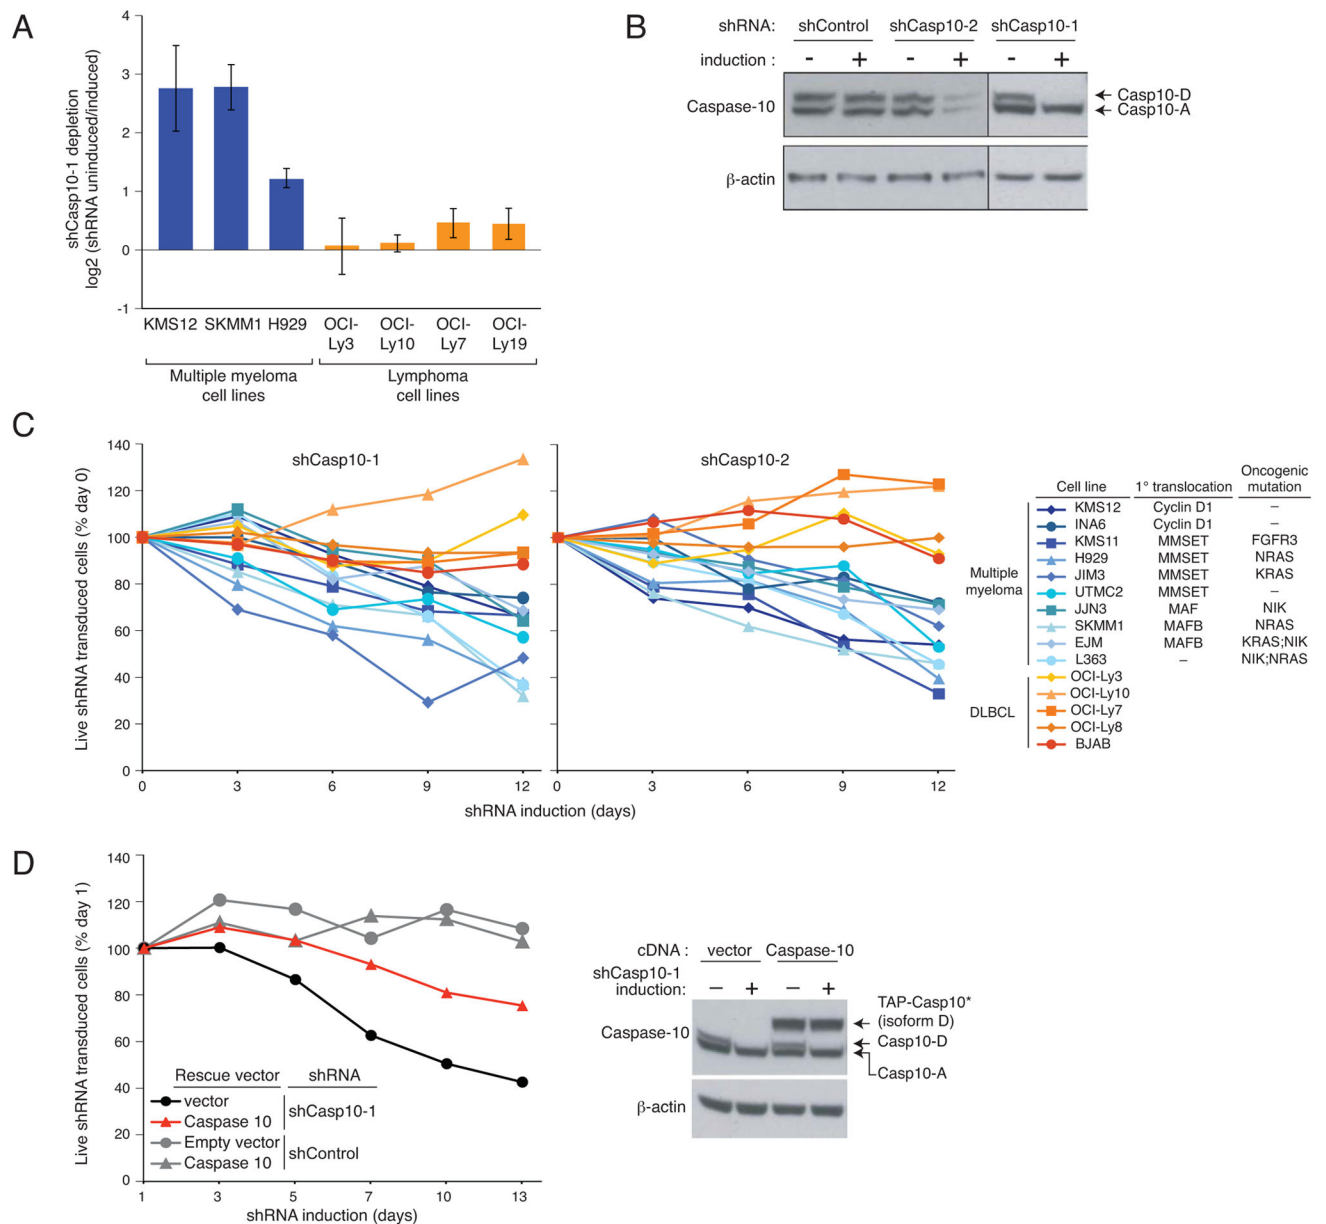 A
shCasp10-1 depletion
log2 (shRNA uninduced/induced)
4
3
2
1
0
-1
KMS12 SKMM1 H929 OCI-Ly3 OCI-Ly10 OCI-Ly7 OCI-Ly19
Multiple myeloma
cell lines
Lymphoma
cell lines
B
shRNA: shControl shCasp10-2 shCasp10-1
induction : - + - + - +
Caspase-10
Casp10-D
Casp10-A
β-actin
C
Live shRNA transduced cells (% day 0)
140
120
100
80
60
40
20
0
shCasp10-1
0 3 6 9 12
shCasp10-2
0 3 6 9 12
shRNA induction (days)
Oncogenic
Cell line 1° translocation mutation
Multiple
myeloma
KMS12 Cyclin D1 –
INA6 Cyclin D1 –
KMS11 MMSET FGFR3
H929 MMSET NRAS
JIM3 MMSET KRAS
UTMC2 MMSET –
JJN3 MAF NIK
SKMM1 MAFB NRAS
EJM MAFB KRAS;NIK
L363 – NIK;NRAS
DLBCL
OCI-Ly3
OCI-Ly10
OCI-Ly7
OCI-Ly8
BJAB
D
Live shRNA transduced cells (% day 1)
140
120
100
80
60
40
20
0
Rescue vector shRNA
vector
Caspase 10
shCasp10-1
Empty vector
Caspase 10
shControl
1 3 5 7 10 13
shRNA induction (days)
cDNA : vector Caspase-10
shCasp10-1
induction: – + – +
Caspase-10
TAP-Casp10*
(isoform D)
Casp10-D
Casp10-A
β-actin